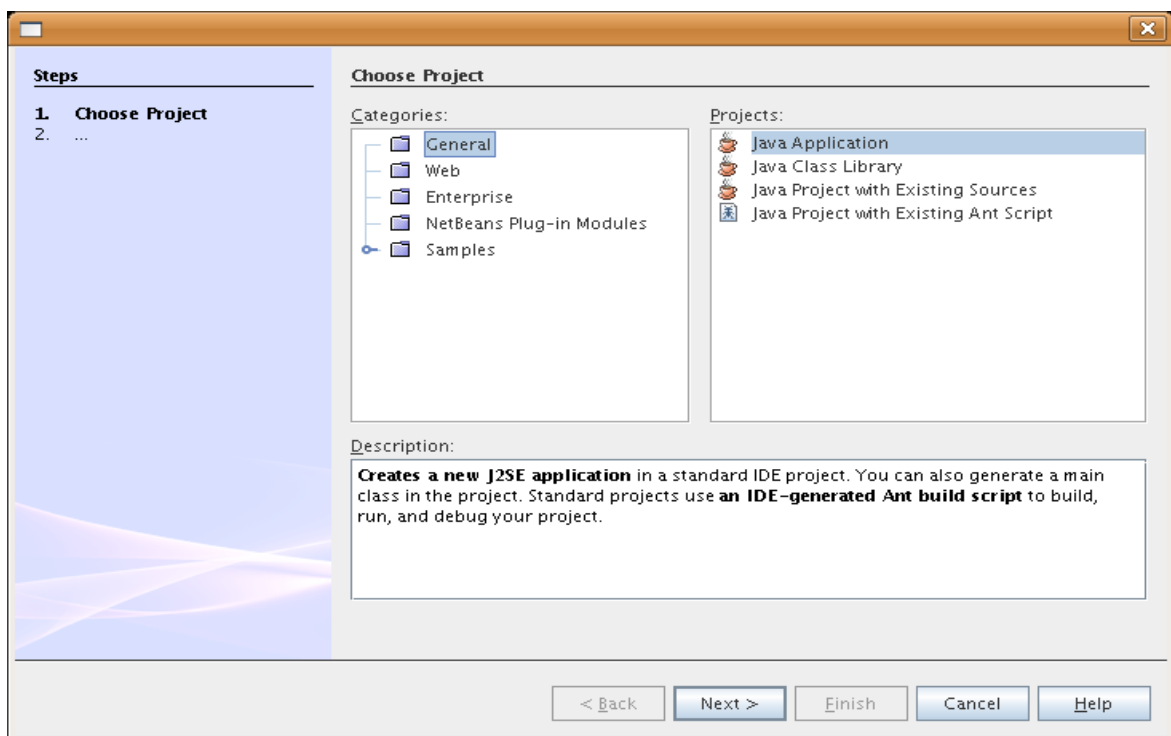 Steps
1. Choose Project
2. ...
Choose Project
Categories:
General
Web
Enterprise
NetBeans Plug-in Modules
Samples
Projects:
Java Application
Java Class Library
Java Project with Existing Sources
Java Project with Existing Ant Script
Description:
Creates a new J2SE application in a standard IDE project. You can also generate a main
class in the project. Standard projects use an IDE-generated Ant build script to build,
run, and debug your project.
< Back
Next >
Finish
Cancel
Help